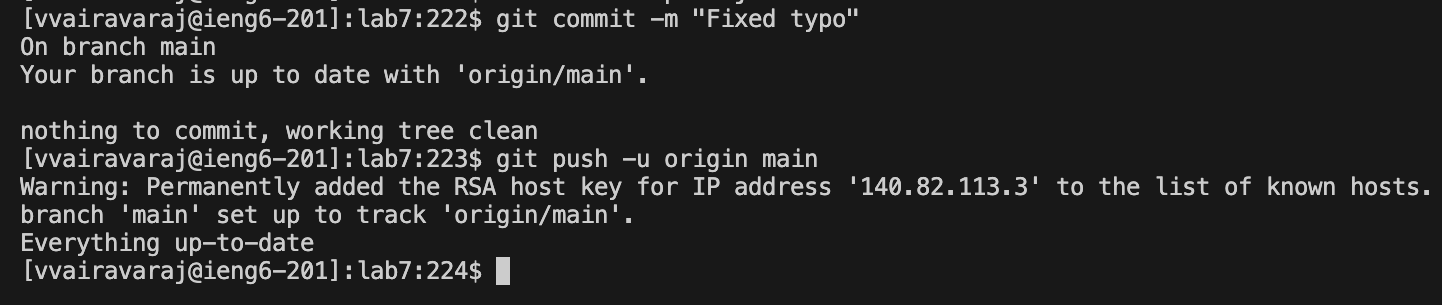 [vvairavaraj@ieng6-201]:lab7:222$ git commit -m "Fixed typo"
On branch main
Your branch is up to date with 'origin/main'.
nothing to commit, working tree clean
[vvairavaraj@ieng6-201]:lab7:223$ git push -u origin main
Warning: Permanently added the RSA host key for IP address '140.82.113.3' to the list of known hosts.
branch 'main' set up to track 'origin/main'.
Everything up-to-date
[vvairavaraj@ieng6-201]:lab7:224$